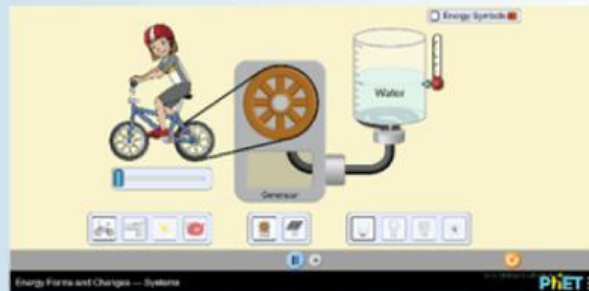 Energy Symbols
Water
Generator
Energy Forms and Changes — Systems
PhET